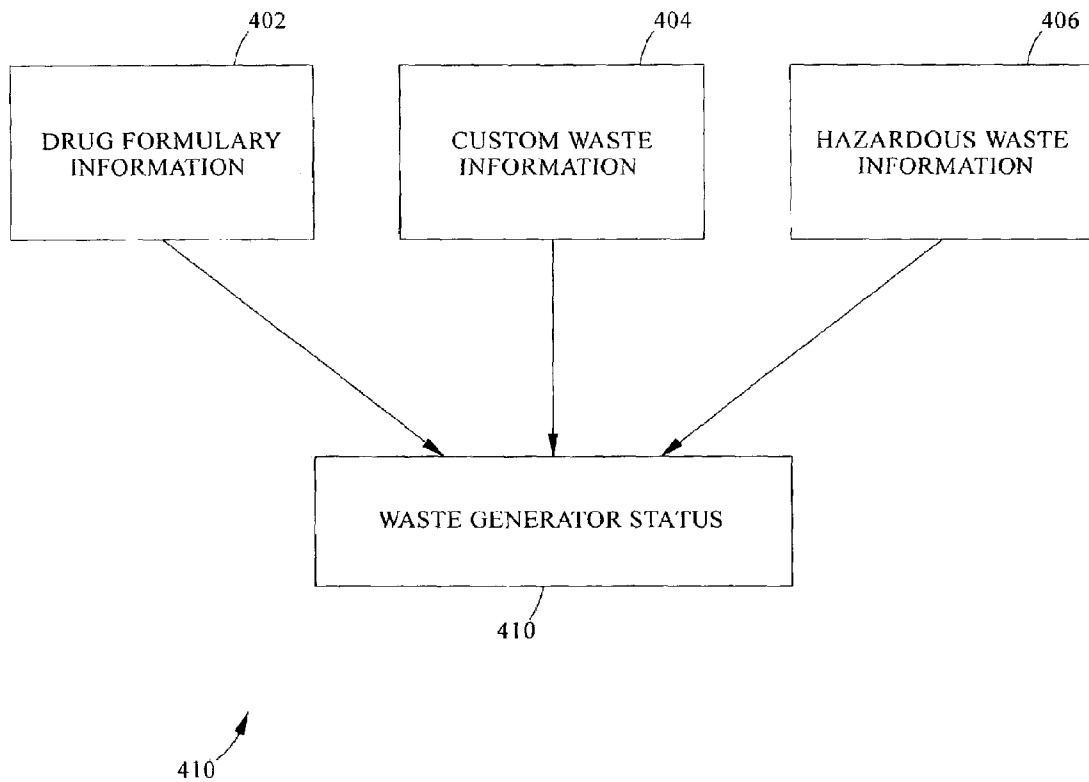 402
404
406
DRUG FORMULARY
INFORMATION
CUSTOM WASTE
INFORMATION
HAZARDOUS WASTE
INFORMATION
WASTE GENERATOR STATUS
410
410